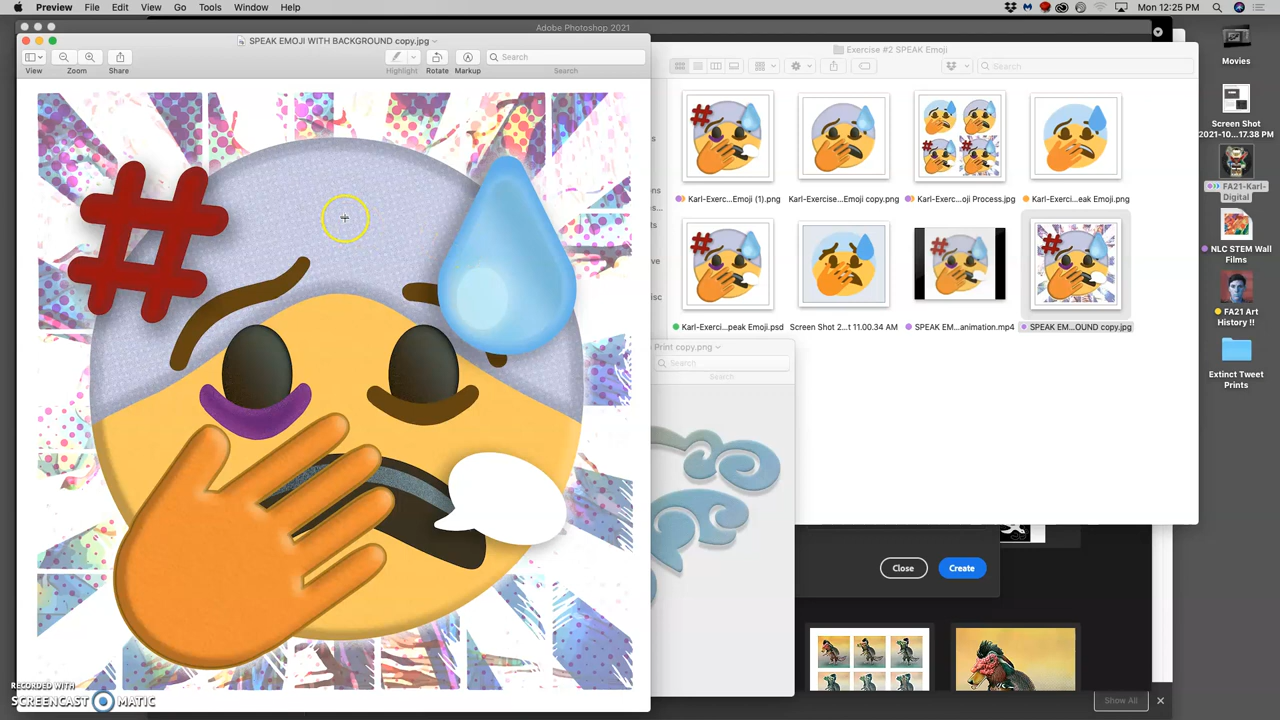 Preview File Edit View Go Tools Window Help
Mon 12:25 PM
Adobe Photoshop 2021
SPEAK EMOJI WITH BACKGROUND copy.jpg
View Zoom Share Highlight Rotate Markup Search
Search
Exercise #2 SPEAK Emoji
Search
Karl-Exerc...Emoji (1).png
Karl-Exercise...Emoji copy.png
Karl-Exerc...oji Process.jpg
Karl-Exerci...eak Emoji.png
Karl-Exerci...peak Emoji.psd
Screen Shot 2...t 11.00.34 AM
SPEAK EM...animation.mp4
SPEAK EM...OUND copy.jpg
Print copy.png
Search
Search
Close
Create
Show All
Movies
Screen Shot
2021-10...17.38 PM
FA21-Karl-
Digital
NLC STEM Wall
Films
FA21 Art
History !!
Extinct Tweet
Prints
#
RECORDED WITH
SCREENCAST MATIC